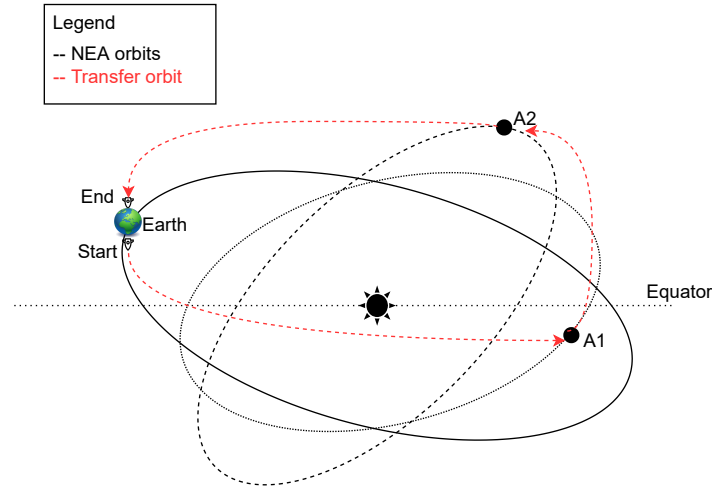 Legend
-- NEA orbits
-- Transfer orbit
A2
End
Earth
Start
Equator
A1